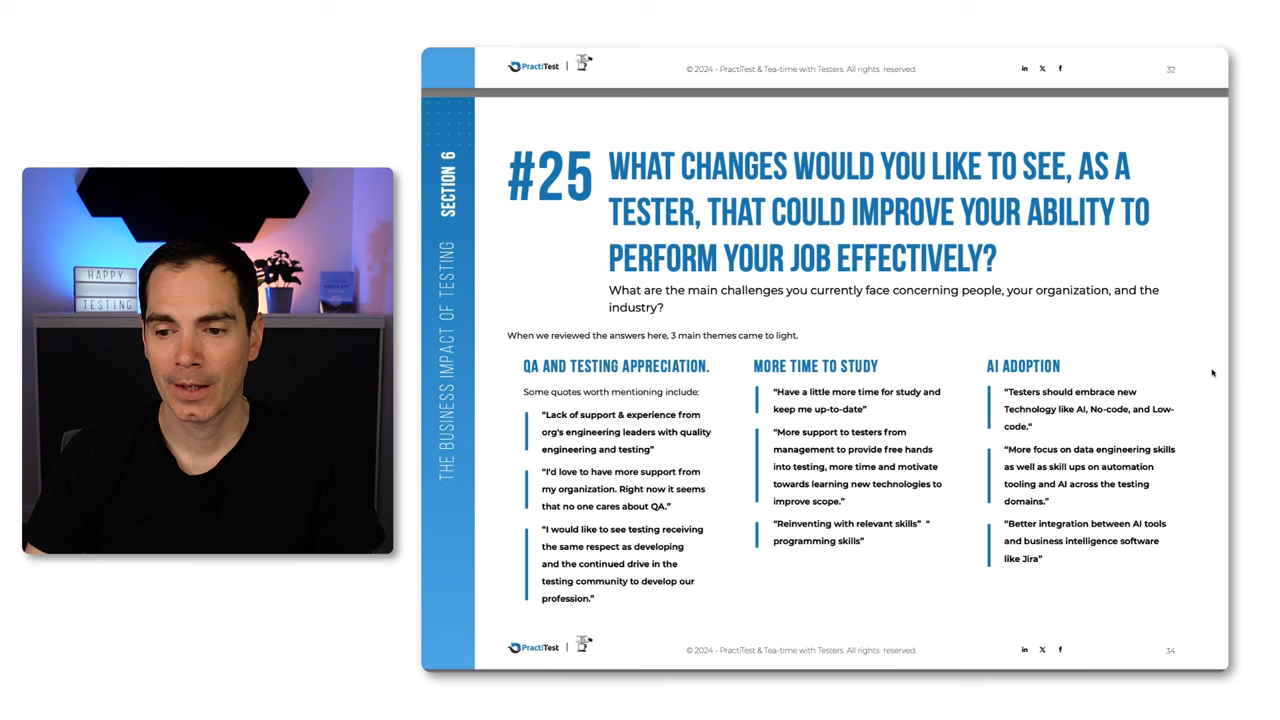 HAPPY
TESTING
PractiTest
© 2024 - PractiTest & Tea-time with Testers. All rights reserved.
in X f
32
SECTION 6
THE BUSINESS IMPACT OF TESTING
#25
WHAT CHANGES WOULD YOU LIKE TO SEE, AS A
TESTER, THAT COULD IMPROVE YOUR ABILITY TO
PERFORM YOUR JOB EFFECTIVELY?
What are the main challenges you currently face concerning people, your organization, and the
industry?
When we reviewed the answers here, 3 main themes came to light.
QA AND TESTING APPRECIATION.
Some quotes worth mentioning include:
“Lack of support & experience from
org's engineering leaders with quality
engineering and testing”
“I'd love to have more support from
my organization. Right now it seems
that no one cares about QA.”
“I would like to see testing receiving
the same respect as developing
and the continued drive in the
testing community to develop our
profession.”
MORE TIME TO STUDY
“Have a little more time for study and
keep me up-to-date”
“More support to testers from
management to provide free hands
into testing, more time and motivate
towards learning new technologies to
improve scope.”
“Reinventing with relevant skills” “
programming skills”
AI ADOPTION
“Testers should embrace new
Technology like AI, No-code, and Low-
code.“
“More focus on data engineering skills
as well as skill ups on automation
tooling and AI across the testing
domains.”
“Better integration between AI tools
and business intelligence software
like Jira”
PractiTest
© 2024 - PractiTest & Tea-time with Testers. All rights reserved.
in X f
34